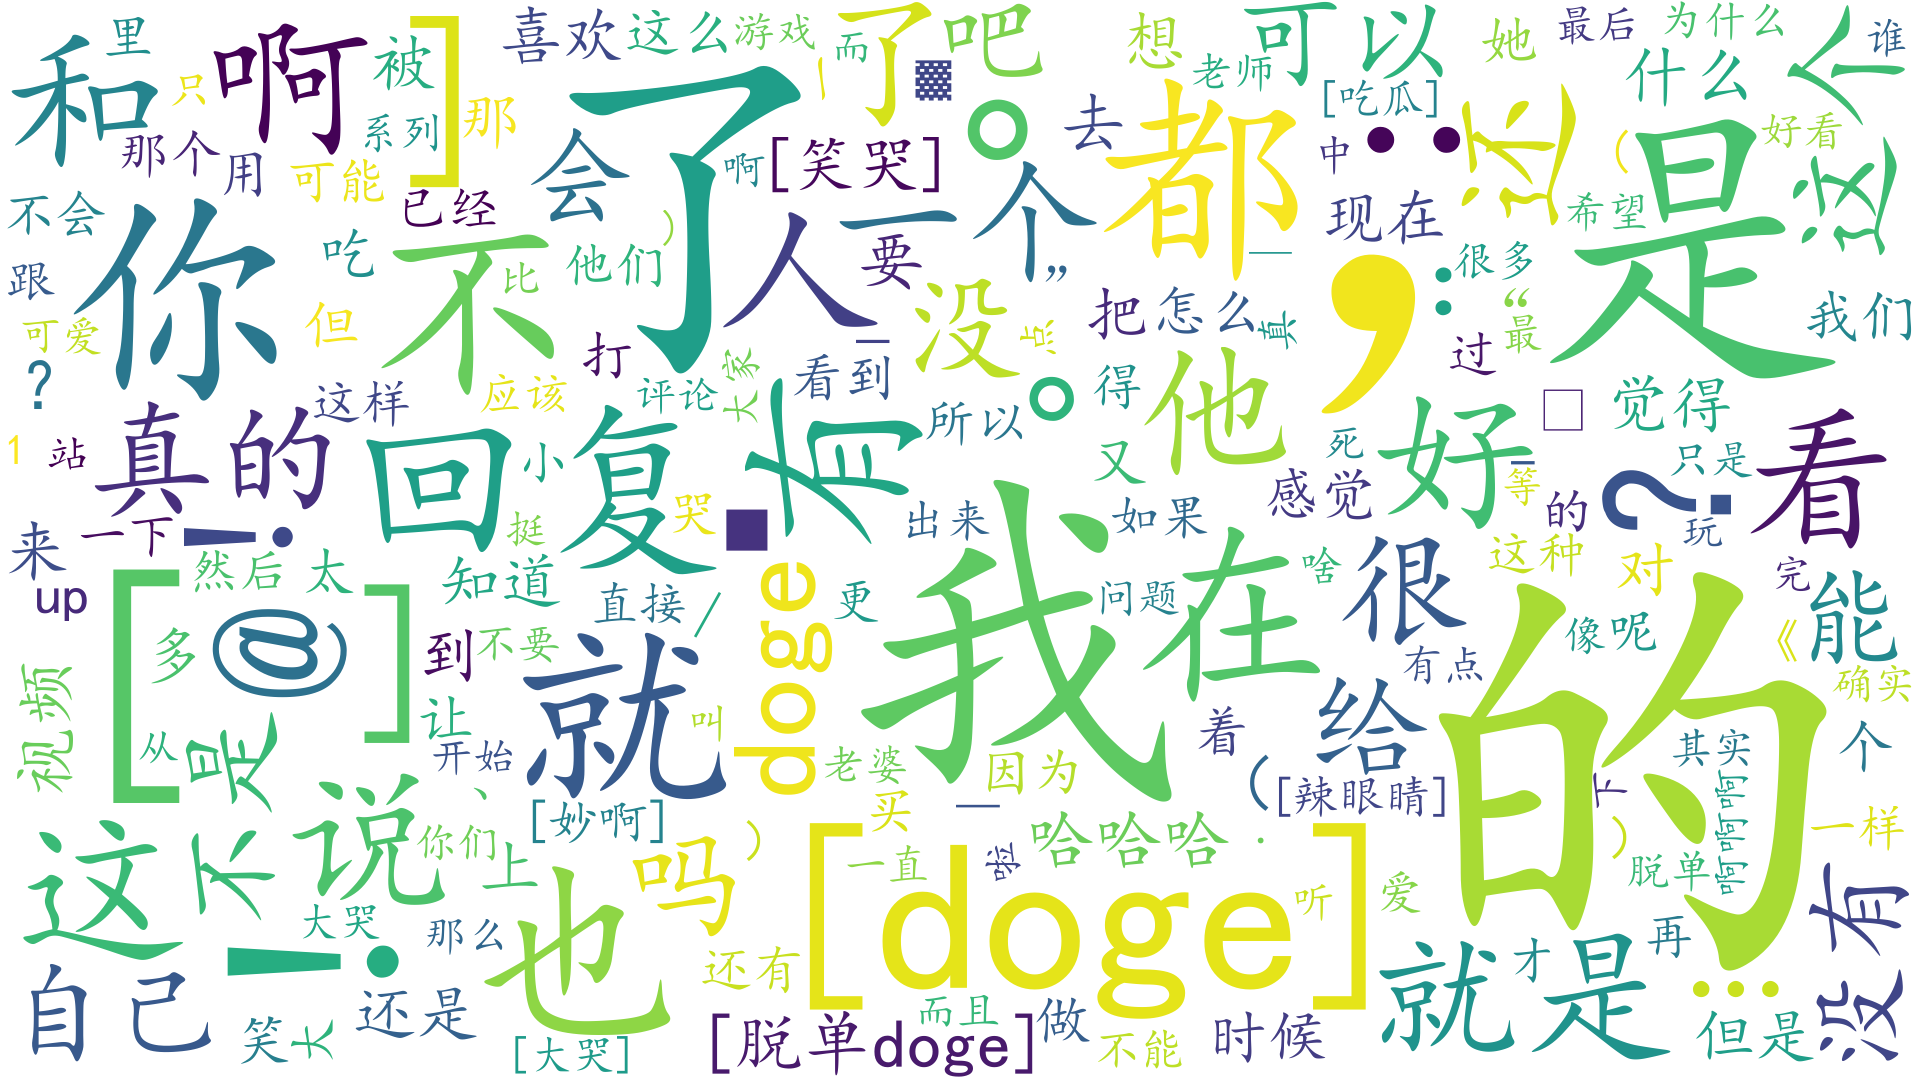 里
和
啊
]
被
喜欢
这么
游戏
而
了
吧
想
可以
她
最后
为什么
谁
只
那
系列
老师
[吃瓜]
什么
这个
那个
用
可能
会
了
啊
[笑哭]
。
去
都
中
:
还
是
(
好看
不会
已经
人
一个
要
现在
希望
跟
你
吃
不
比
他们
)
”
很多
“
最
我们
可爱
但
打
没
点
把
怎么
真
,
:
过
?
这样
应该
评论
大家
看到
有
所以
。
得
他
又
死
好
觉得
□
只是
看
1
站
真的
回复
小
挺
哭
■
出来
如果
感觉
等
的
?
玩
来
一下
!
然后
太
知道
直接
/
doge
更
我
在
问题
啥
很
这种
对
完
能
up
[
@
]
多
到
不要
就
像
呢
《
有点
确实
视频
从
是
让
开始
叫
老婆
因为
着
给
的
其实
个
、
说
你们
上
[妙啊]
买
—
(
[辣眼睛]
下
啊啊啊
这
不
!
大哭
那么
也
吗
)
一直
啦
哈哈哈
·
听
爱
脱单
)
一样
没有
自己
笑
大
还是
[大哭]
还有
[doge]
而且
[脱单doge]
做
不能
时候
就是
才
再
…
但是